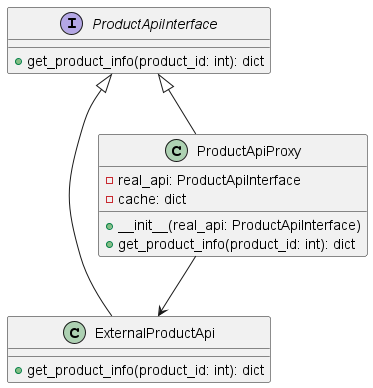 I ProductApiInterface
get_product_info(product_id: int): dict
C ProductApiProxy
real_api: ProductApiInterface
cache: dict
__init__(real_api: ProductApiInterface)
get_product_info(product_id: int): dict
C ExternalProductApi
get_product_info(product_id: int): dict